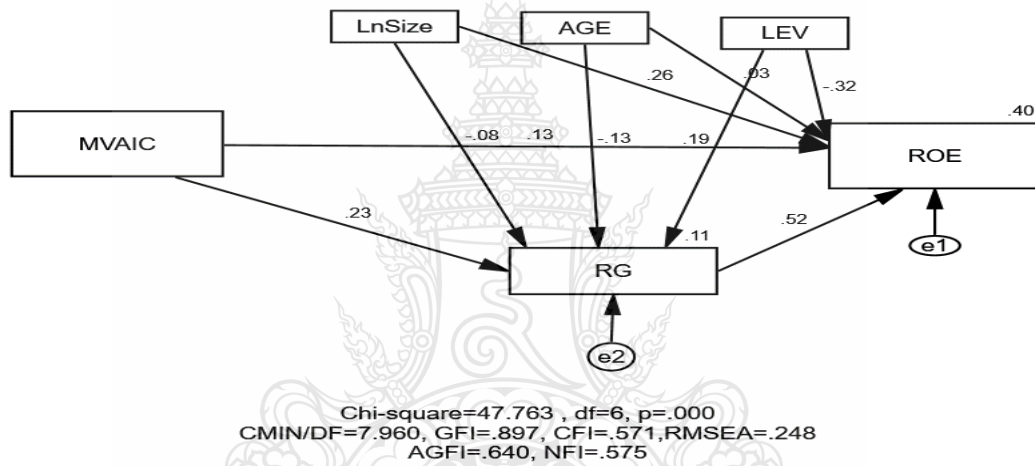 LnSize
AGE
LEV
.26
.03
-.32
.40
MVAIC
-.08
.13
-.13
.19
ROE
.23
.11
.52
e1
RG
e2
Chi-square=47.763 , df=6, p=.000
CMIN/DF=7.960, GFI=.897, CFI=.571,RMSEA=.248
AGFI=.640, NFI=.575